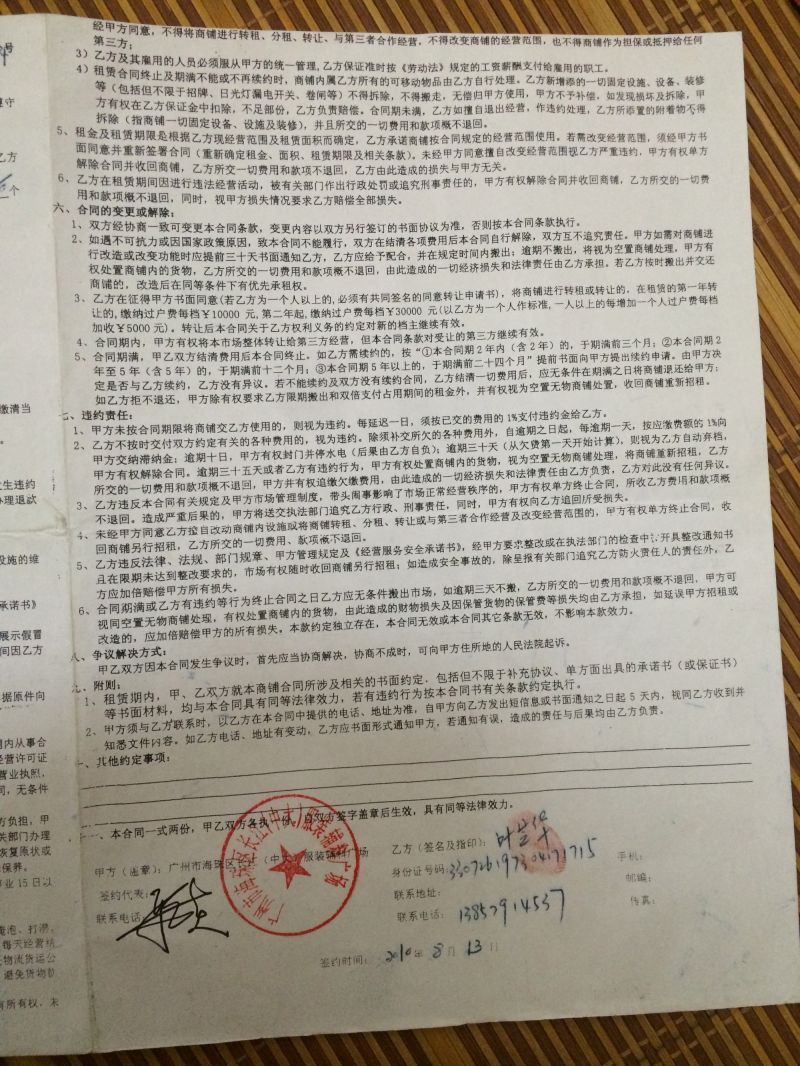 经甲方同意，不得将商铺进行转租、分租、转让、与第三者合作经营，不得改变商铺的经营范围，也不得将商铺作为担保或抵押给任何
第三方；
3）乙方及其雇用的人员必须服从甲方的统一管理，乙方保证准时按《劳动法》规定的工资薪酬支付给雇用的职工。
4）租赁合同终止及期满不能或不再续约时，商铺内属乙方所有的可移动物品由乙方自行处理。乙方新增添的一切固定设施、设备、装修
等（包括但不限于招牌、日光灯漏电开关、卷闸等）不得拆除，不得搬走，无偿归甲方使用，甲方不予补偿，如发现损坏及拆除，甲
方有权在乙方保证金中扣除，不足部份，乙方负责赔偿。合同期未满，乙方如擅自退出经营，作违约处理，乙方所添置的附着物不得
拆除（指商铺一切固定设备、设施及装修），并且所交的一切费用和款项概不退回。
5、租金及租赁期限是根据乙方现经营范围及租赁面积而确定，乙方承诺商铺按合同规定的经营范围使用。若需改变经营范围，须经甲方书
面同意并重新签署合同（重新确定租金、面积、租赁期限及相关条款）。未经甲方同意擅自改变经营范围视乙方严重违约，甲方有权单方
解除合同并收回商铺，乙方所交一切费用和款项概不退回，乙方由此造成的损失与甲方无关。
6、乙方在租赁期间因进行违法经营活动，被有关部门作出行政处罚或追究刑事责任的，甲方有权解除合同并收回商铺，乙方所交的一切费
用和款项概不退回，同时，视甲方损失情况要求乙方赔偿全部损失。
六、合同的变更或解除：
1、双方经协商一致可变更本合同条款，变更内容以双方另行签订的书面协议为准，否则按本合同条款执行。
2、如遇不可抗力或因国家政策原因，致本合同不能履行，双方在结清各项费用后本合同自行解除，双方互不追究责任。甲方如需对商铺进
行改造或改变功能时应提前三十天书面通知乙方，乙方应给予配合，并在规定时间内搬出；逾期不搬出，将视为空置商铺处理，甲方有
权处置商铺内的货物，乙方所交的一切费用和款项概不退回，由此造成的一切经济损失和法律责任由乙方承担。若乙方按时搬出并交还
商铺的，改造后在同等条件下有优先承租权。
3、乙方在征得甲方书面同意(若乙方为一个人以上的,必须有共同签名的同意转让申请书)，将商铺进行转租或转让的，在租赁的第一年转
让的,缴纳过户费每档￥10000 元,第二年起,缴纳过户费每档￥30000 元(以乙方为一个人作标准,一人以上的每增加一个人过户费每档
加收￥5000 元)。转让后本合同关于乙方权利义务的约定对新的档主继续有效。
4、合同期内，甲方有权将本市场整体转让给第三方经营，但本合同条款对受让的第三方继续有效。
5、合同期满，甲乙双方结清费用后本合同终止。如乙方需续约的，按“①本合同期 2 年内（含 2 年）的，于期满前三个月；②本合同期 2
年至 5 年（含 5 年）的，于期满前十二个月；③本合同期 5 年以上的，于期满前二十四个月”提前书面向甲方提出续约申请。由甲方决
定是否与乙方续约，乙方没有异议。若不能续约及双方没有续约合同，乙方结清一切费用后，应无条件在期满之日将商铺退还给甲方；
如乙方拒不退还，甲方除有权要求乙方限期搬出和双倍支付占用期间的租金外，并有权视为空置无物商铺处置，收回商铺重新招租。
七、违约责任：
1、甲方未按合同期限将商铺交乙方使用的，则视为违约。每延迟一日，须按已交的费用的 1%支付违约金给乙方。
2、乙方不按时交付双方约定有关的各种费用的，视为违约。除须补交所欠的各种费用外，自逾期之日起，每逾期一天，按应缴费额的 1%向
甲方交纳滞纳金；逾期十日，甲方有权封门并停水电（后果由乙方自负）；逾期三十天（从欠费第一天开始计算），则视为乙方自动弃档，
甲方有权解除合同。逾期三十五天或者乙方有违约行为，甲方有权处置商铺内的货物，视为空置无物商铺处理，将商铺重新招租，乙方
所交的一切费用和款项概不退回，甲方并有权追缴欠缴费用，由此造成的一切经济损失和法律责任由乙方负责，乙方对此没有任何异议。
3、乙方违反本合同有关规定及甲方市场管理制度，带头闹事影响了市场正常经营秩序的，甲方有权单方终止合同，所收乙方费用和款项概
不退回。造成严重后果的，甲方将送交执法部门追究乙方行政、刑事责任，同时，甲方有权向乙方追回所受损失。
4、未经甲方同意乙方擅自改动商铺内设施或将商铺转租、分租、转让或与第三者合作经营及改变经营范围的，甲方有权单方终止合同，收
回商铺另行招租，乙方所交的一切费用、款项概不退回。
5、乙方违反法律、法规、部门规章、甲方管理规定及《经营服务安全承诺书》，经甲方要求整改或在执法部门的检查中开具整改通知书
且在限期未达到整改要求的，市场有权随时收回商铺另行招租；如造成安全事故的，除呈报有关部门追究乙方防火责任人的责任外，乙
方应加倍赔偿甲方所有损失。
6、合同期满或乙方有违约等行为终止合同之日乙方应无条件搬出市场，如逾期三天不搬，乙方所交的一切费用和款项概不退回，甲方可
视同空置无物商铺处现，有权处置商铺内的货物，由此造成的财物损失及因保管货物的保管费等损失均由乙方承担，如延误甲方招租或
改造的，应加倍赔偿甲方的所有损失。本款约定独立存在，本合同无效或本合同其它条款无效，不影响本款效力。
八、争议解决方式：
甲乙双方因本合同发生争议时，首先应当协商解决，协商不成时，可向甲方住所地的人民法院起诉。
九、附则：
1、租赁期内，甲、乙双方就本商铺合同所涉及相关的书面约定，包括但不限于补充协议、单方面出具的承诺书（或保证书）
等书面材料，均与本合同具有同等法律效力，若有违约行为按本合同书有关条款约定执行。
2、甲方须与乙方联系时，以乙方在本合同中提供的电话、地址为准，自甲方向乙方发出短信息或书面通知之日起 5 天内，视同乙方收到并
知悉文件内容。如乙方电话、地址有变动，乙方应书面形式通知甲方，若通知有误，造成的责任与后果均由乙方负责。
十、其他约定事项：
十一、本合同一式两份，甲乙双方各执一份，自双方签字盖章后生效，具有同等法律效力。
甲方（盖章）：广州市海珠区长江（中大）服装辅料广场
签约代表：
联系电话：
乙方（签名及指印）：
身份证号码：330726197304171715
联系地址：
联系电话：13857914537
手机：
邮编：
传真：
签约时间：2010 年 8 月 13 日